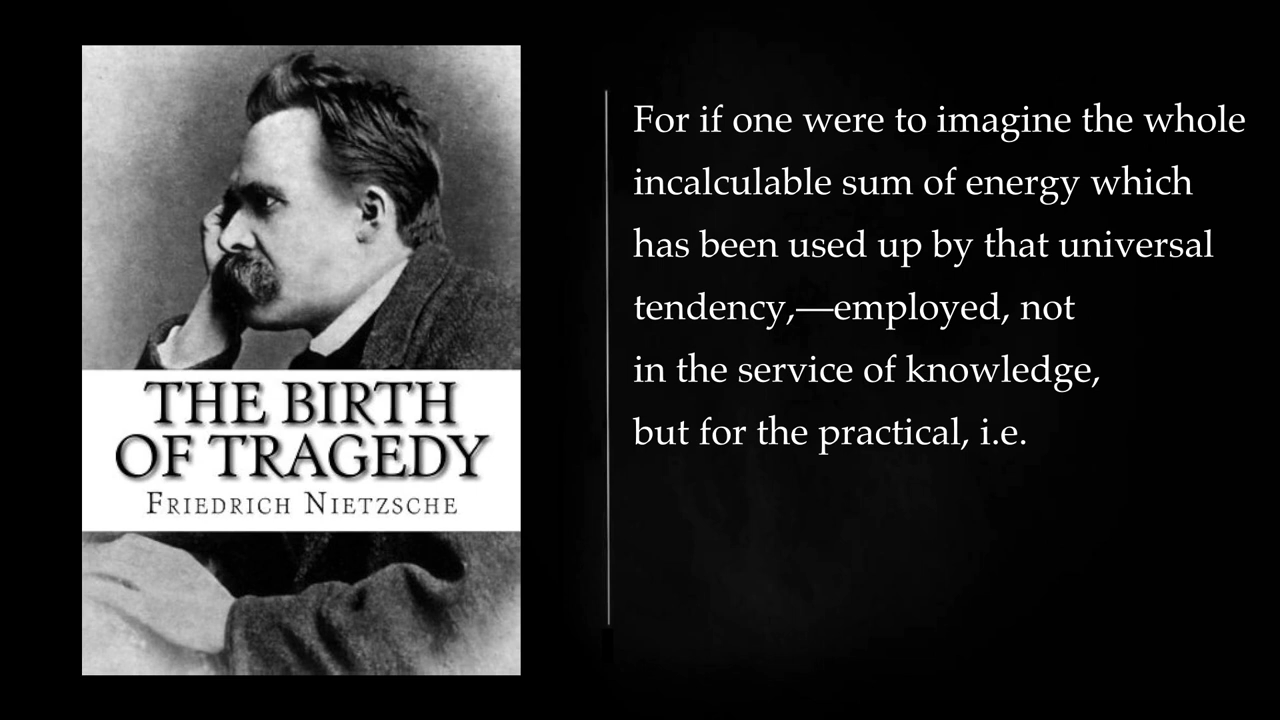 THE BIRTH
OF TRAGEDY
Friedrich Nietzsche
For if one were to imagine the whole
incalculable sum of energy which
has been used up by that universal
tendency,—employed, not
in the service of knowledge,
but for the practical, i.e.